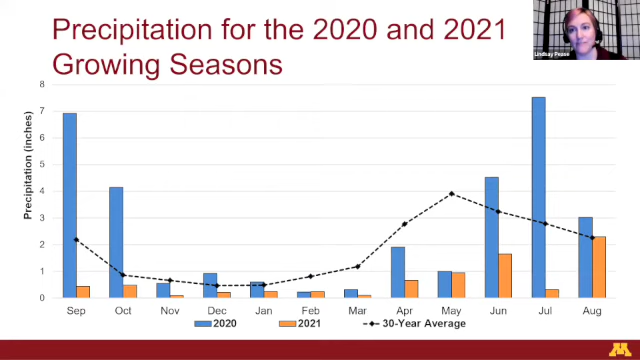 Precipitation for the 2020 and 2021
Growing Seasons
Lindsay Pease
Precipitation (inches)
8
7
6
5
4
3
2
1
0
Sep Oct Nov Dec Jan Feb Mar Apr May Jun Jul Aug
2020 2021 30-Year Average
M